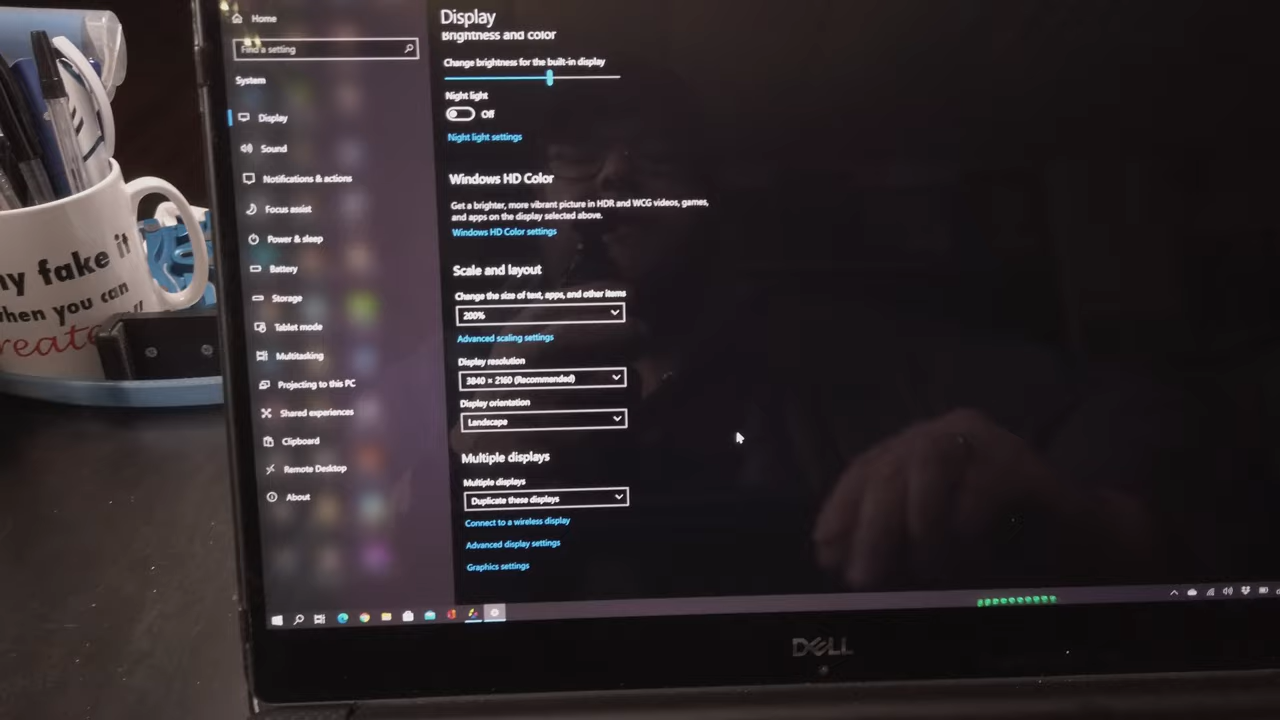 Home
Find a setting
System
Display
Sound
Notifications & actions
Focus assist
Power & sleep
Battery
Storage
Tablet mode
Multitasking
Projecting to this PC
Shared experiences
Clipboard
Remote Desktop
About
Display
Brightness and color
Change brightness for the built-in display
Night light
Off
Night light settings
Windows HD Color
Get a brighter, more vibrant picture in HDR and WCG videos, games,
and apps on the display selected above.
Windows HD Color settings
Scale and layout
Change the size of text, apps, and other items
200%
Advanced scaling settings
Display resolution
3840 × 2160 (Recommended)
Display orientation
Landscape
Multiple displays
Multiple displays
Duplicate these displays
Connect to a wireless display
Advanced display settings
Graphics settings
DELL
fake it
when you can